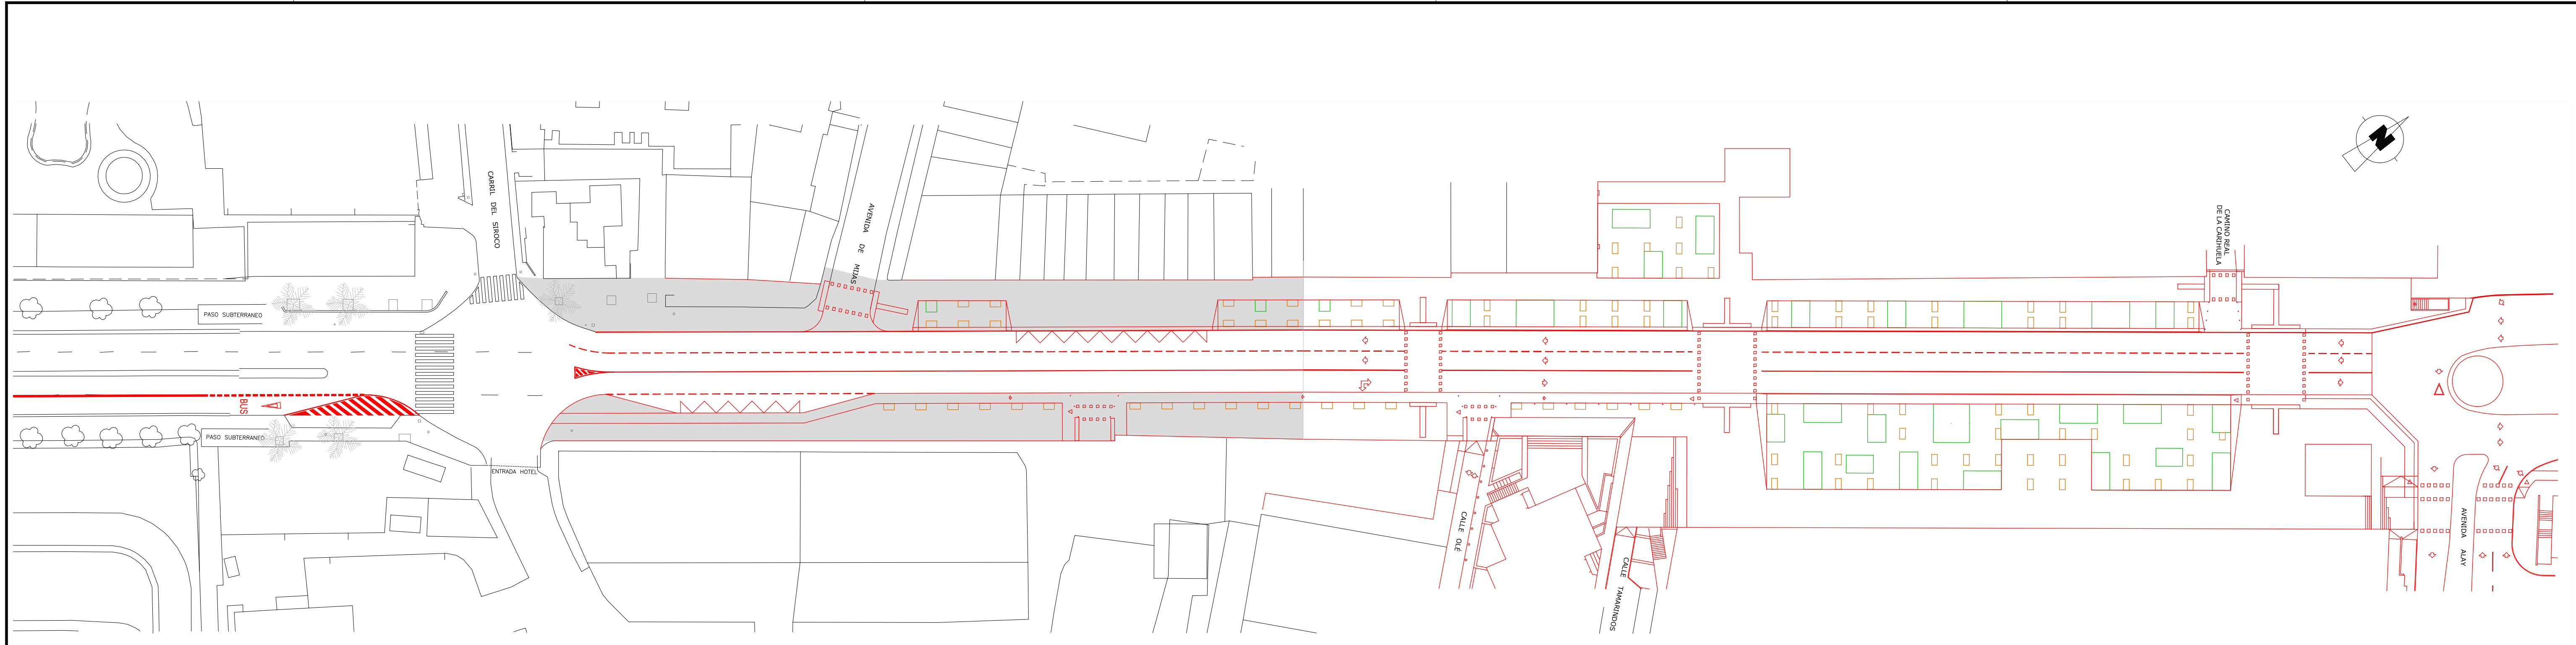 CARRIL DEL SIROCO
AVENIDA DE MIJAS
CAMINO REAL
DE LA CARIHUELA
N
PASO SUBTERRANEO
BUS
PASO SUBTERRANEO
ENTRADA HOTEL
CALLE OLÉ
CALLE TAMARINDOS
AVENIDA ALAY